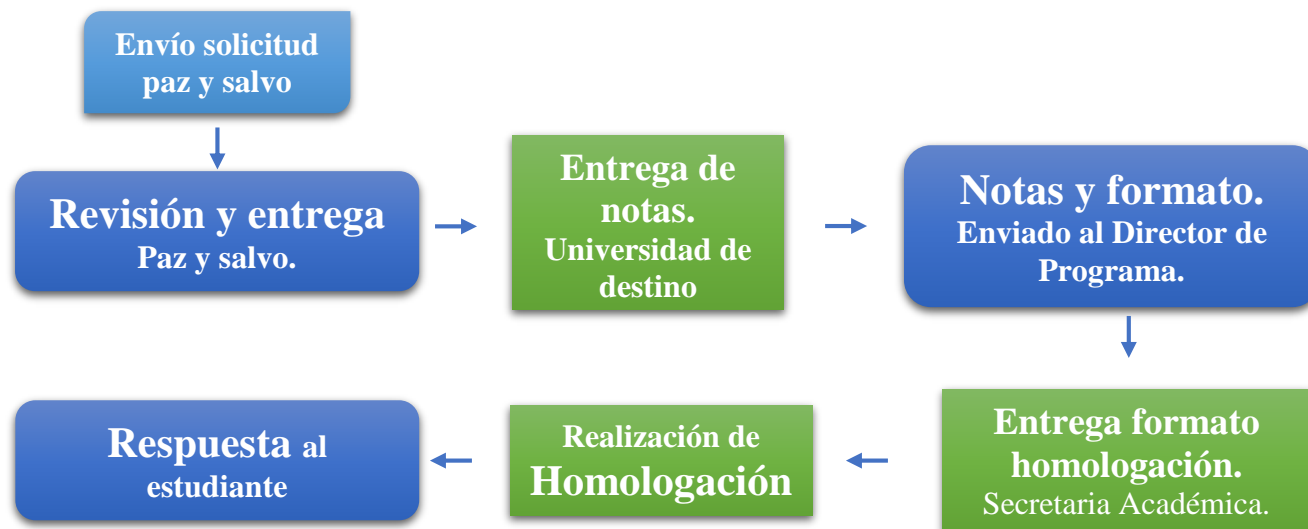 Envío solicitud
paz y salvo
Revisión y entrega
Paz y salvo.
Entrega de
notas.
Universidad de
destino
Notas y formato.
Enviado al Director de
Programa.
Entrega formato
homologación.
Secretaria Académica.
Realización de
Homologación
Respuesta al
estudiante